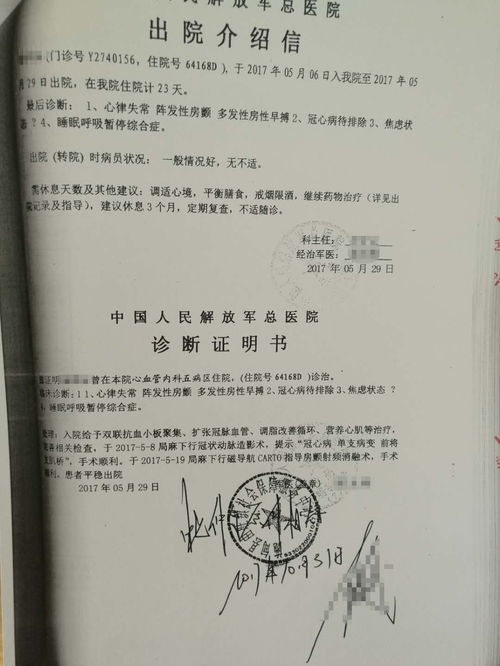 民解放军总医院
出院介绍信
(门诊号 Y2740156, 住院号 64168D ), 于 2017 年 05 月 06 日入我院至 2017 年 05
29 日出院, 在我院住院计 23 天。
最后诊断: 1、心律失常 阵发性房颤 多发性房性早搏 2、冠心病待排除 3、焦虑状
态 ? 4、睡眠呼吸暂停综合症。
出院 (转院) 时病员状况: 一般情况好, 无不适。
需休息天数及其他建议: 调适心境, 平衡膳食, 戒烟限酒, 继续药物治疗 (详见出
院记录及指导), 建议休息 3 个月, 定期复查, 不适随诊。
科主任:
经治军医:
2017 年 05 月 29 日
中国人民解放军总医院
诊断证明书
证明 曾在本院心血管内科五病区住院, (住院号 64168D ) 诊治。
临床诊断: 1 1、心律失常 阵发性房颤 多发性房性早搏 2、冠心病待排除 3、焦虑状态 ?
4、睡眠呼吸暂停综合症。
处理: 入院给予双联抗血小板聚集、扩张冠脉血管、调脂改善循环、营养心肌等治疗,
完善相关检查, 于 2017-5-8 局麻下行冠状动脉造影术, 提示 "冠心病 单支病变 前将
支肌桥", 手术顺利。于 2017-5-19 局麻下行磁导航 CARTO 指导房颤射频消融术, 手术
顺利。患者平稳出院
2017 年 05 月 29 日
章)
2017年10月31日